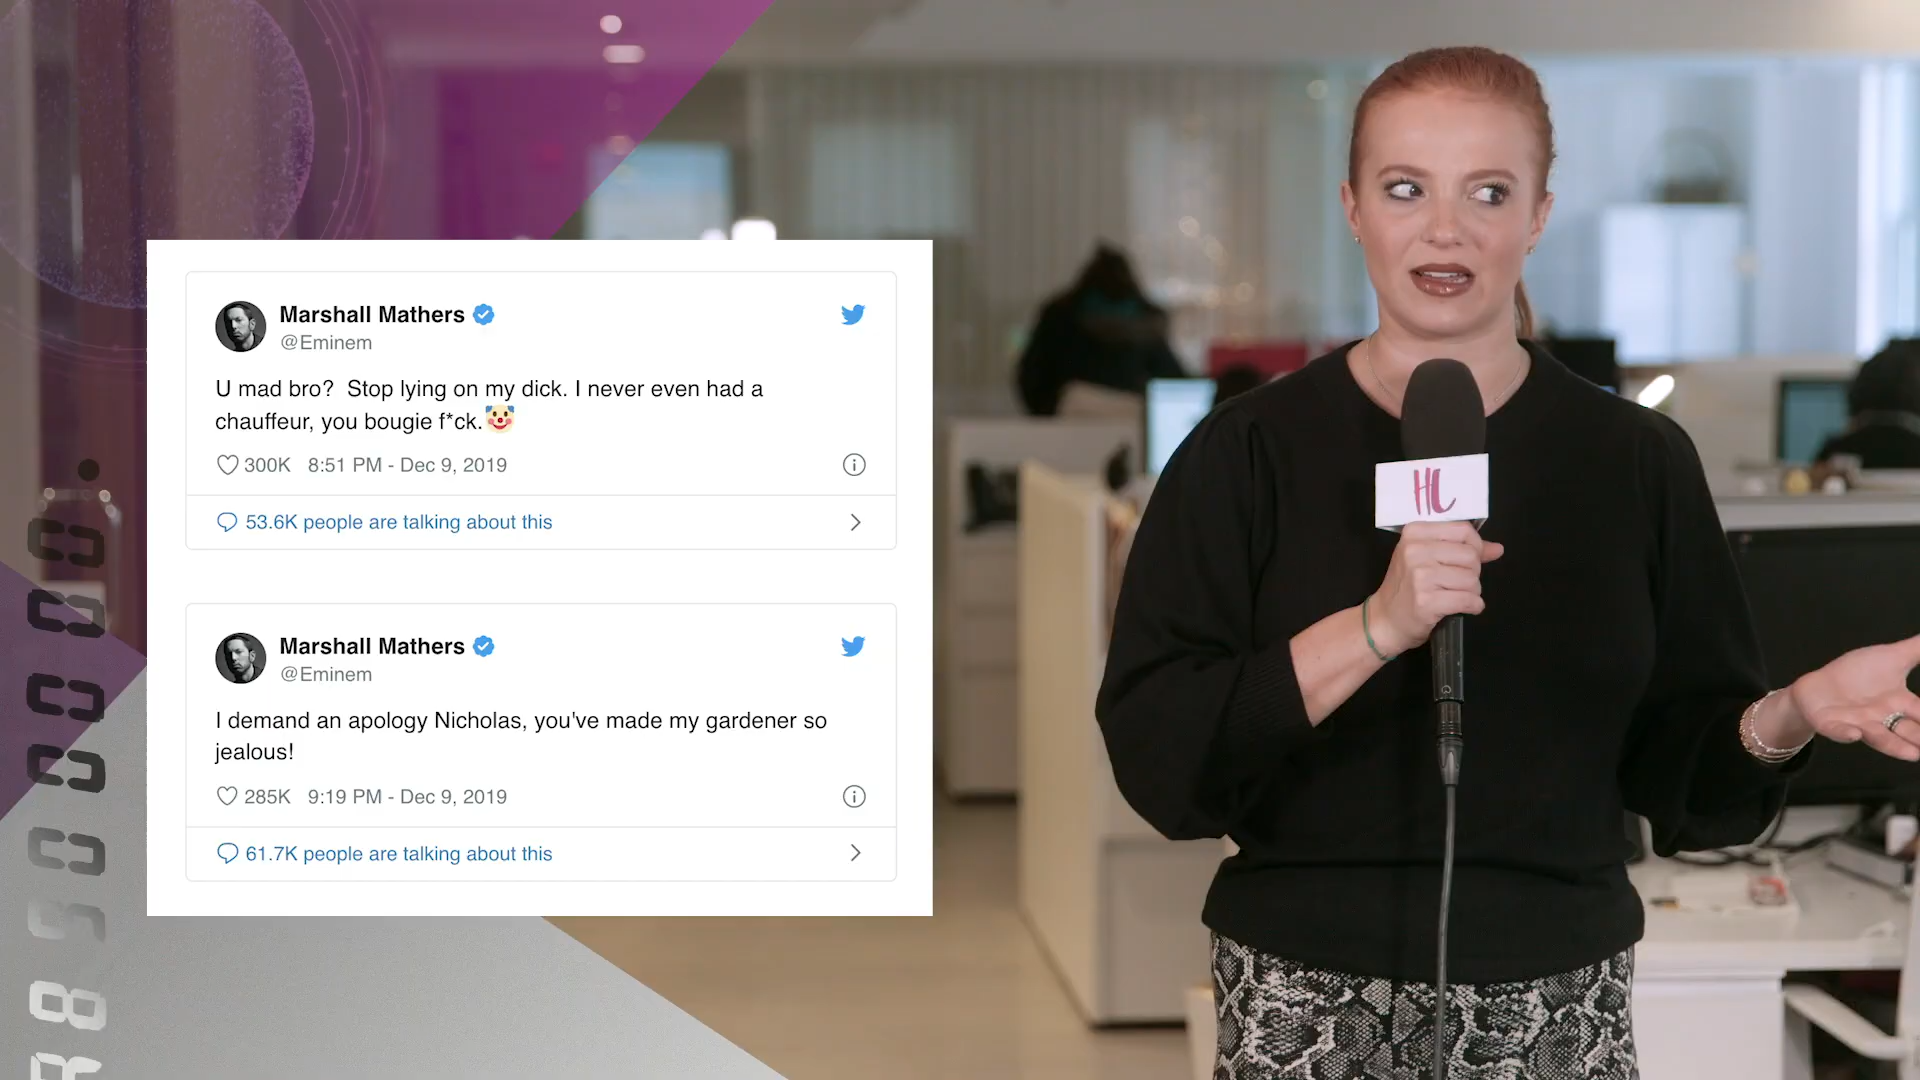 Marshall Mathers
@Eminem
U mad bro?  Stop lying on my dick. I never even had a
chauffeur, you bougie f*ck.🤡
300K 8:51 PM - Dec 9, 2019
53.6K people are talking about this
Marshall Mathers
@Eminem
I demand an apology Nicholas, you've made my gardener so
jealous!
285K 9:19 PM - Dec 9, 2019
61.7K people are talking about this
HL